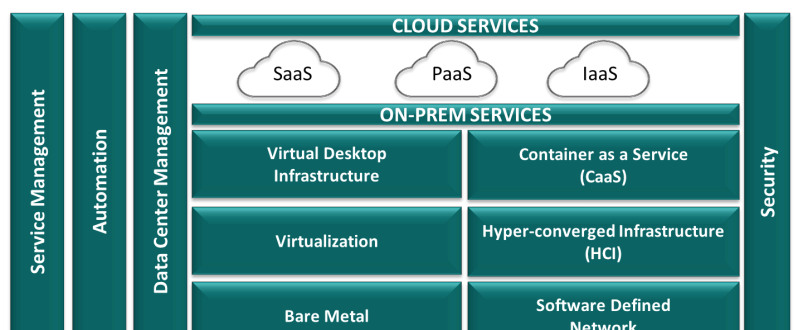 Service Management
Automation
Data Center Management
CLOUD SERVICES
SaaS
PaaS
IaaS
ON-PREM SERVICES
Virtual Desktop
Infrastructure
Container as a Service
(CaaS)
Virtualization
Hyper-converged Infrastructure
(HCI)
Bare Metal
Software Defined
Network
Security